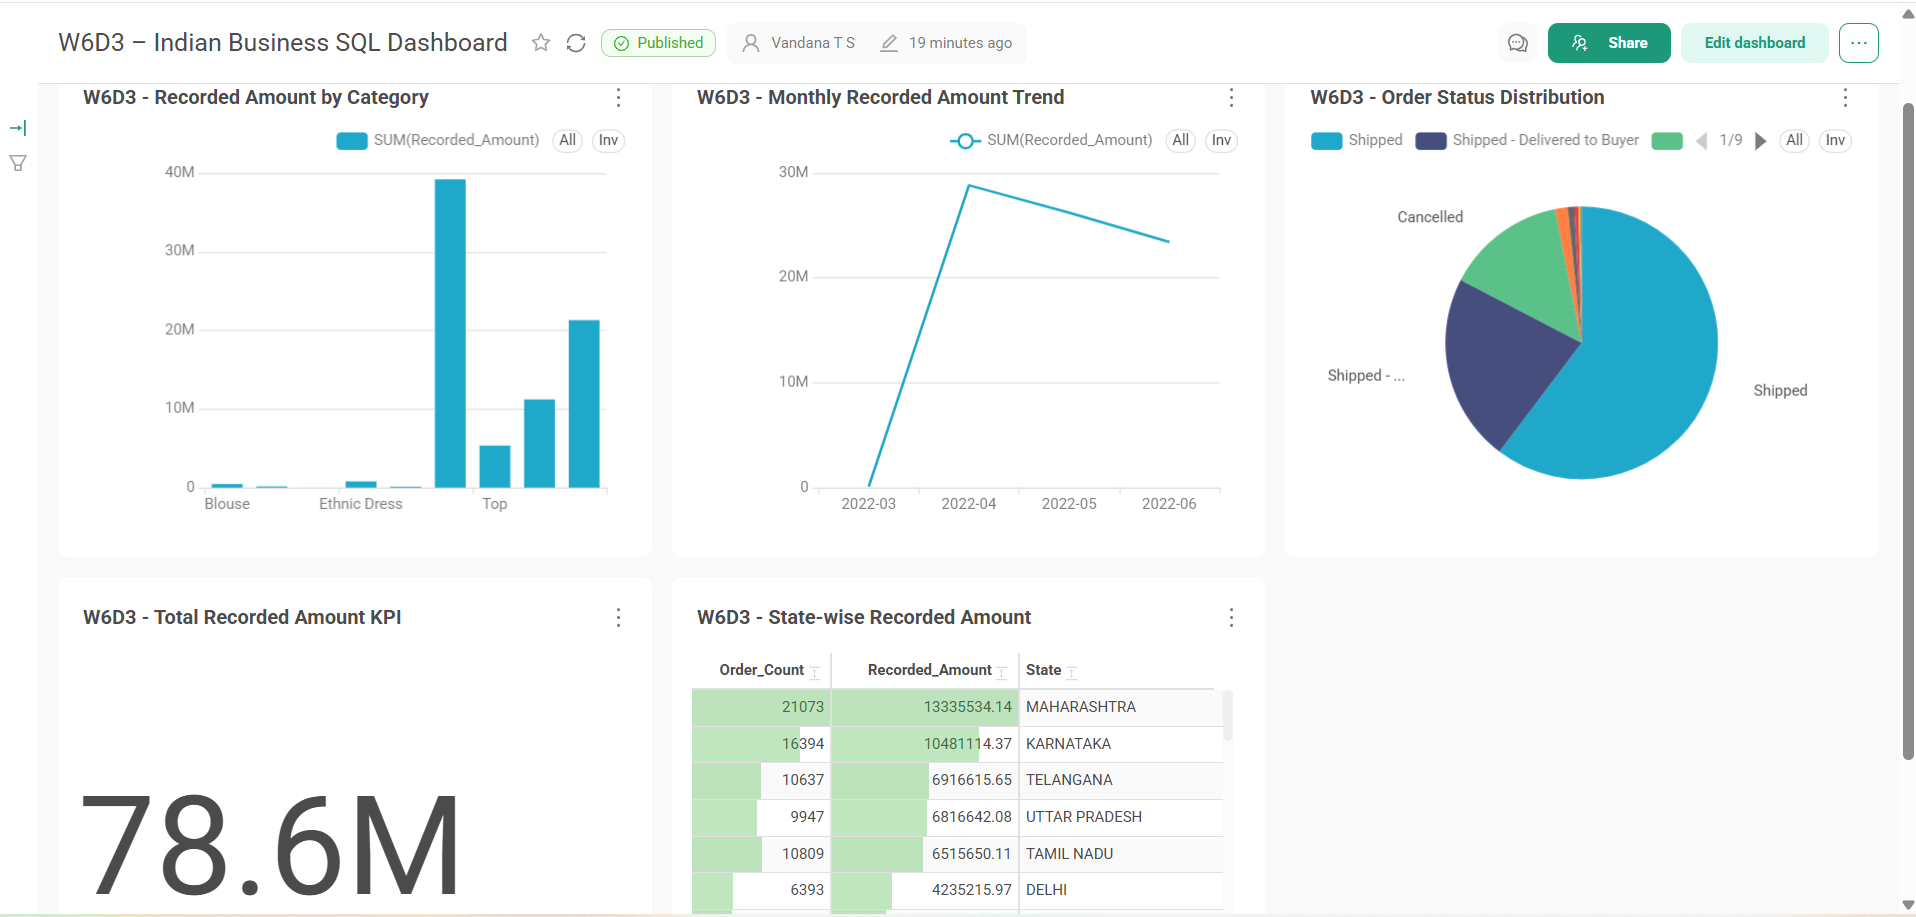 W6D3 – Indian Business SQL Dashboard
Published
Vandana T S
19 minutes ago
Share
Edit dashboard
W6D3 - Recorded Amount by Category
SUM(Recorded_Amount) All Inv
40M
30M
20M
10M
0
Blouse Ethnic Dress Top
W6D3 - Monthly Recorded Amount Trend
SUM(Recorded_Amount) All Inv
30M
20M
10M
0
2022-03 2022-04 2022-05 2022-06
W6D3 - Order Status Distribution
Shipped Shipped - Delivered to Buyer 1/9 All Inv
Cancelled
Shipped - ...
Shipped
W6D3 - Total Recorded Amount KPI
78.6M
W6D3 - State-wise Recorded Amount
Order_Count Recorded_Amount State
21073 13335534.14 MAHARASHTRA
16394 10481114.37 KARNATAKA
10637 6916615.65 TELANGANA
9947 6816642.08 UTTAR PRADESH
10809 6515650.11 TAMIL NADU
6393 4235215.97 DELHI